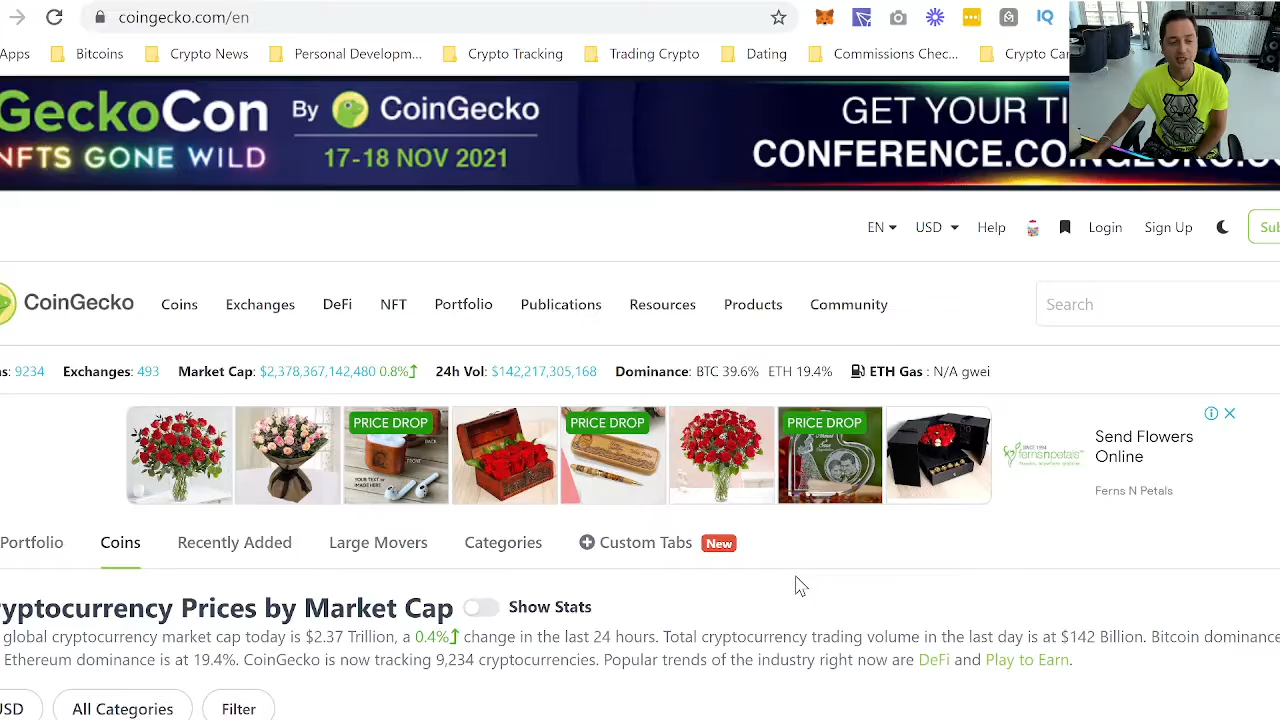 coingecko.com/en
IQ
Apps Bitcoins Crypto News Personal Developm... Crypto Tracking Trading Crypto Dating Commissions Chec... Crypto Ca
GeckoCon By CoinGecko GET YOUR TI
NFTS GONE WILD 17-18 NOV 2021 CONFERENCE.COINGECKO.C
EN USD Help Login Sign Up Sub
CoinGecko Coins Exchanges DeFi NFT Portfolio Publications Resources Products Community Search
s: 9234 Exchanges: 493 Market Cap: $2,378,367,142,480 0.8% 24h Vol: $142,217,305,168 Dominance: BTC 39.6% ETH 19.4% ETH Gas : N/A gwei
PRICE DROP PRICE DROP PRICE DROP
Send Flowers
Online
SINCE 1994
fernsnpetals
Ferns N Petals
Portfolio Coins Recently Added Large Movers Categories Custom Tabs New
ryptocurrency Prices by Market Cap Show Stats
global cryptocurrency market cap today is $2.37 Trillion, a 0.4% change in the last 24 hours. Total cryptocurrency trading volume in the last day is at $142 Billion. Bitcoin dominance
Ethereum dominance is at 19.4%. CoinGecko is now tracking 9,234 cryptocurrencies. Popular trends of the industry right now are DeFi and Play to Earn.
USD All Categories Filter